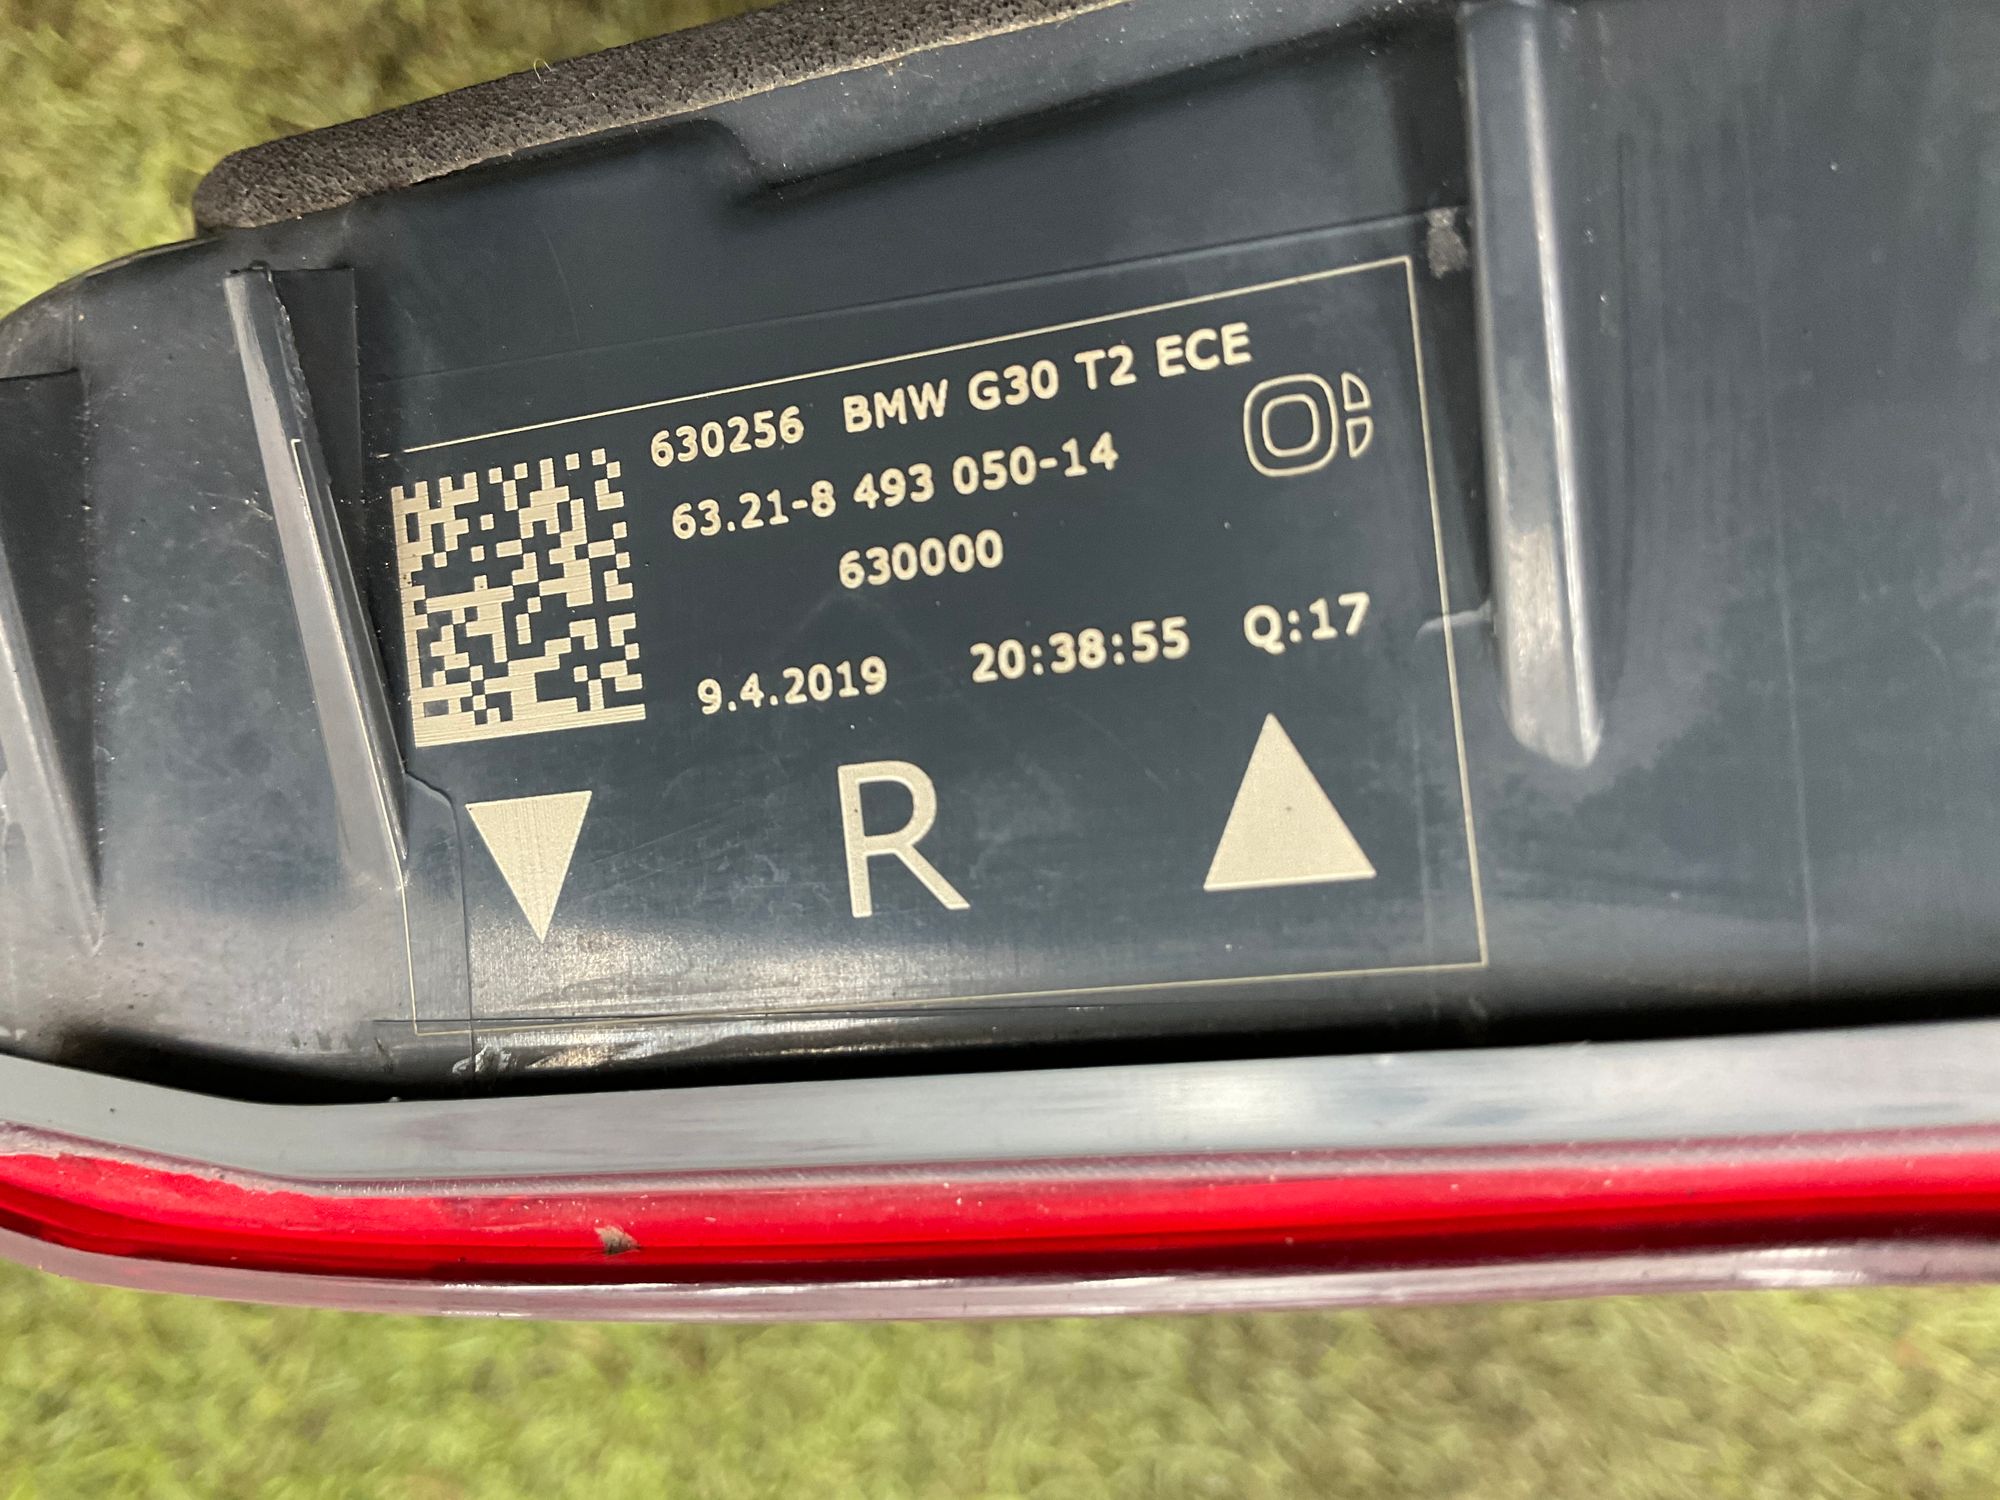 630256 BMW G30 T2 ECE
63.21-8 493 050-14
630000
9.4.2019 20:38:55 Q:17
R